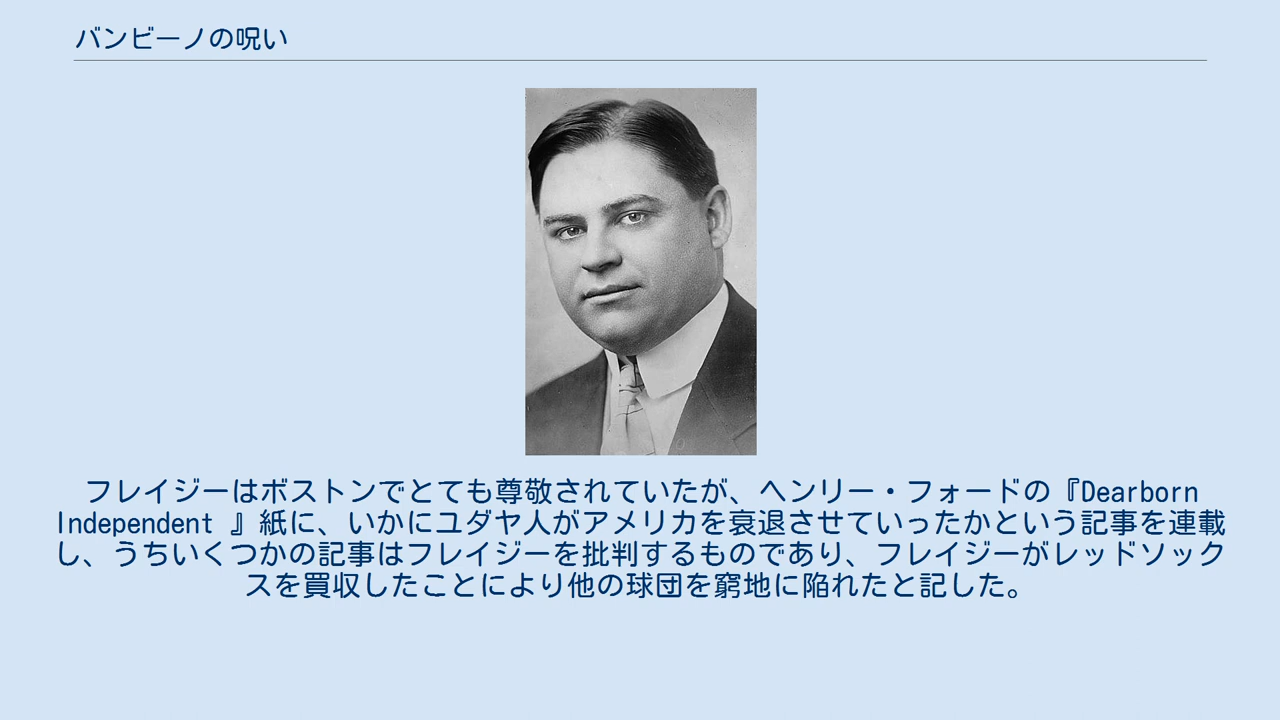 バンビーノの呪い
フレイジーはボストンでとても尊敬されていたが、ヘンリー・フォードの『Dearborn
Independent 』紙に、いかにユダヤ人がアメリカを衰退させていったかという記事を連載
し、うちいくつかの記事はフレイジーを批判するものであり、フレイジーがレッドソック
スを買収したことにより他の球団を窮地に陥れたと記した。